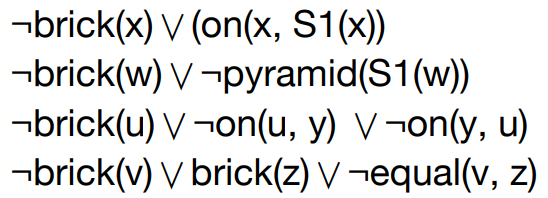 ¬brick(x) ∨ (on(x, S1(x))
¬brick(w) ∨ ¬pyramid(S1(w))
¬brick(u) ∨ ¬on(u, y) ∨ ¬on(y, u)
¬brick(v) ∨ brick(z) ∨ ¬equal(v, z)